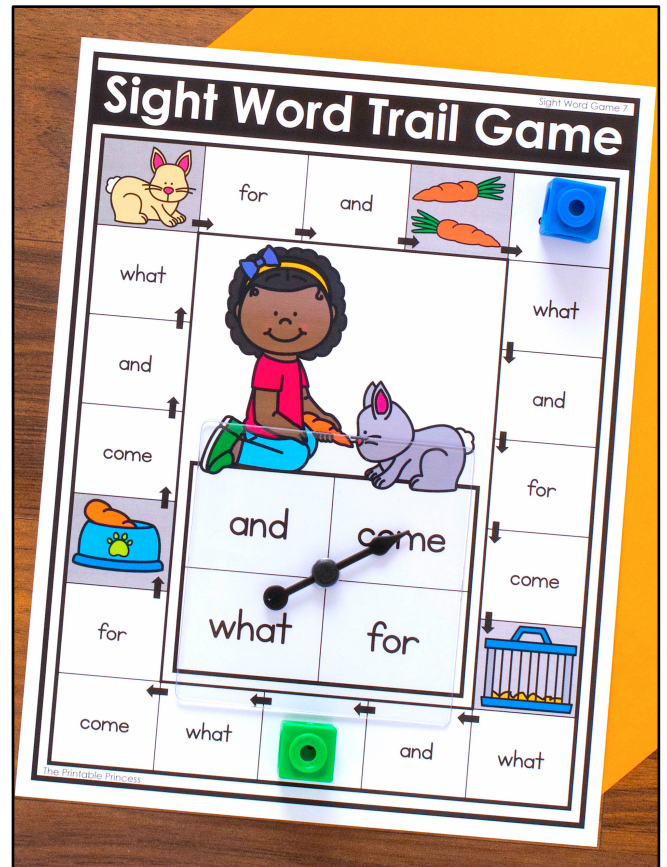 Sight Word Game 7
Sight Word Trail Game
for
and
what
what
and
and
come
for
and
come
come
what
for
for
come
what
and
what
The Printable Princess